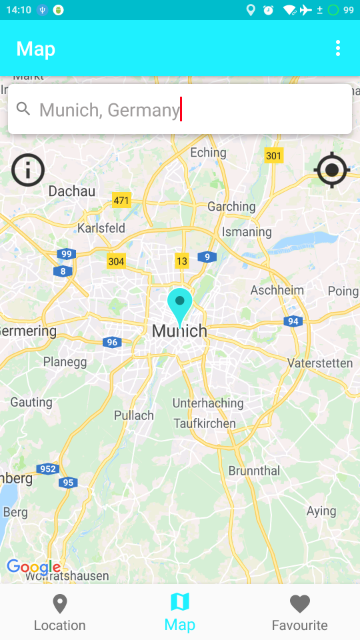 14:10
99
Map
Markt
Munich, Germany
Eching
301
Dachau
471
Garching
Karlsfeld
Ismaning
99
9
304
13
8
Aschheim
Poing
Germering
Munich
94
96
Planegg
Vaterstetten
Gauting
Unterhaching
Pullach
Taufkirchen
952
Brunnthal
nberg
95
Berg
Aying
Google
Wolfratshausen
Location
Map
Favourite